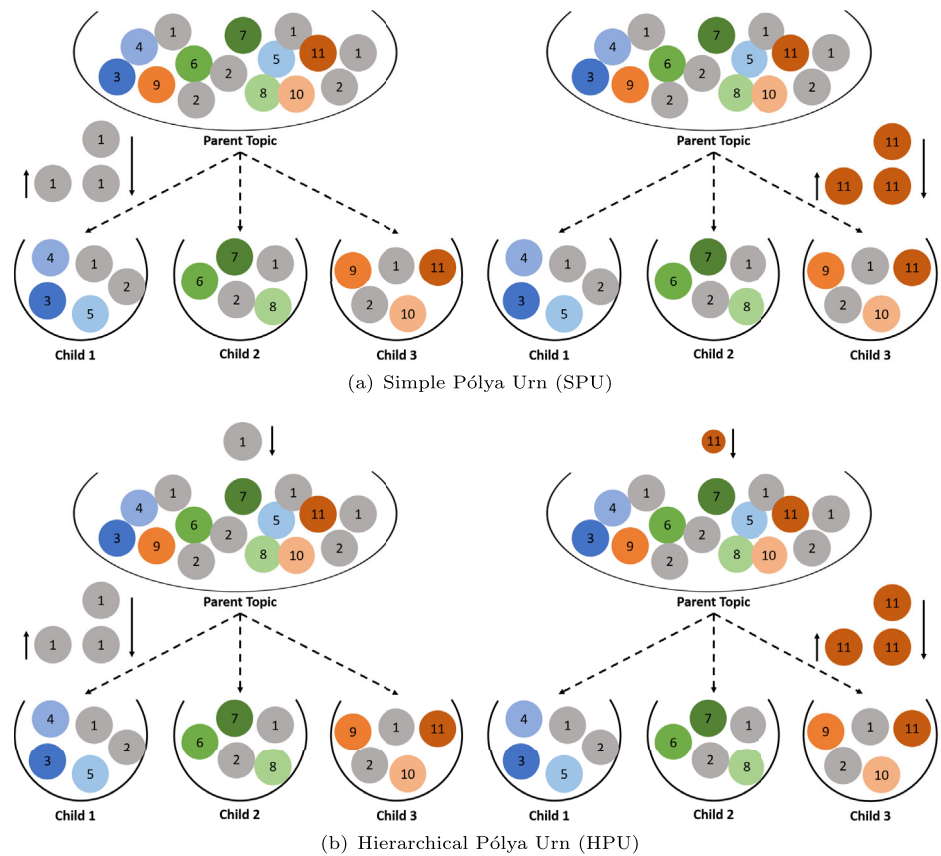 1 7 1 1 7 1
4 11 1 4 11 1
6 5 6 5
3 9 2 3 9 2
2 8 10 2 2 8 10 2
Parent Topic Parent Topic
1 11
1 1 11 11
4 1 7 1 9 1 11 4 1 7 1 9 1 11
3 2 6 2 2 3 2 6 2 2
5 8 10 5 8 10
Child 1 Child 2 Child 3 Child 1 Child 2 Child 3
(a) Simple Pólya Urn (SPU)
1 11
1 7 1 1 7 1
4 11 1 4 11 1
6 5 6 5
3 9 2 3 9 2
2 8 10 2 2 8 10 2
Parent Topic Parent Topic
1 11
1 1 11 11
4 1 7 1 9 1 11 4 1 7 1 9 1 11
3 2 6 2 2 3 2 6 2 2
5 8 10 5 8 10
Child 1 Child 2 Child 3 Child 1 Child 2 Child 3
(b) Hierarchical Pólya Urn (HPU)